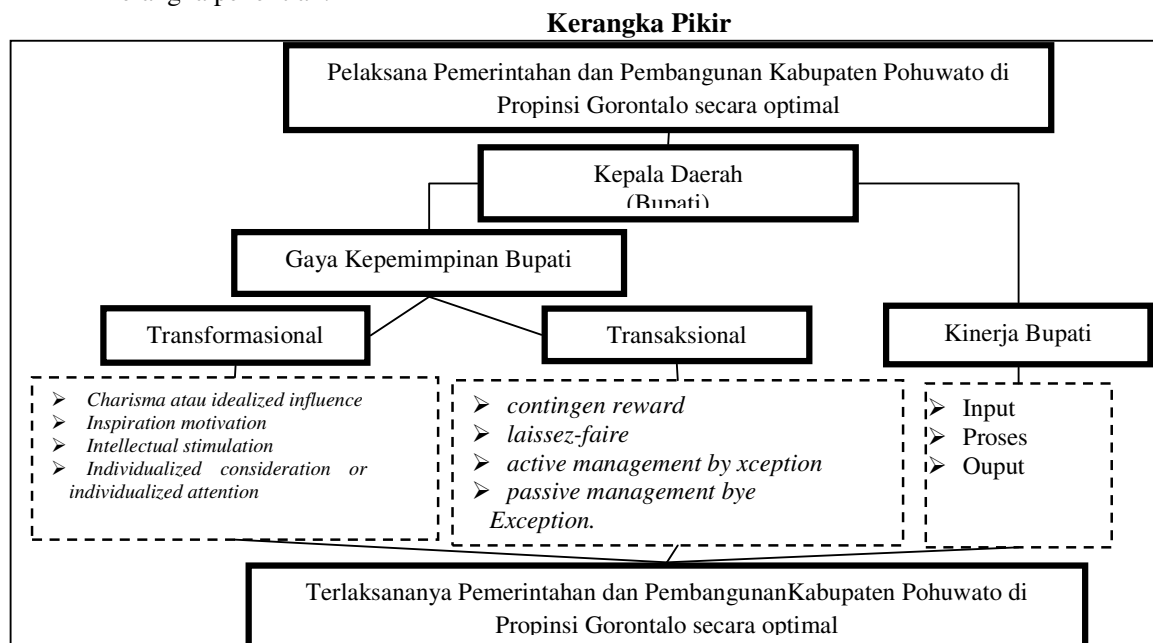 Kerangka Pikir
Pelaksana Pemerintahan dan Pembangunan Kabupaten Pohuwato di
Propinsi Gorontalo secara optimal
Kepala Daerah
(Bupati)
Gaya Kepemimpinan Bupati
Transformasional
Transaksional
Kinerja Bupati
➢ Charisma atau idealized influence
➢ Inspiration motivation
➢ Intellectual stimulation
➢ Individualized consideration or
individualized attention
➢ contingen reward
➢ laissez-faire
➢ active management by xception
➢ passive management bye
Exception.
➢ Input
➢ Proses
➢ Ouput
Terlaksananya Pemerintahan dan PembangunanKabupaten Pohuwato di
Propinsi Gorontalo secara optimal